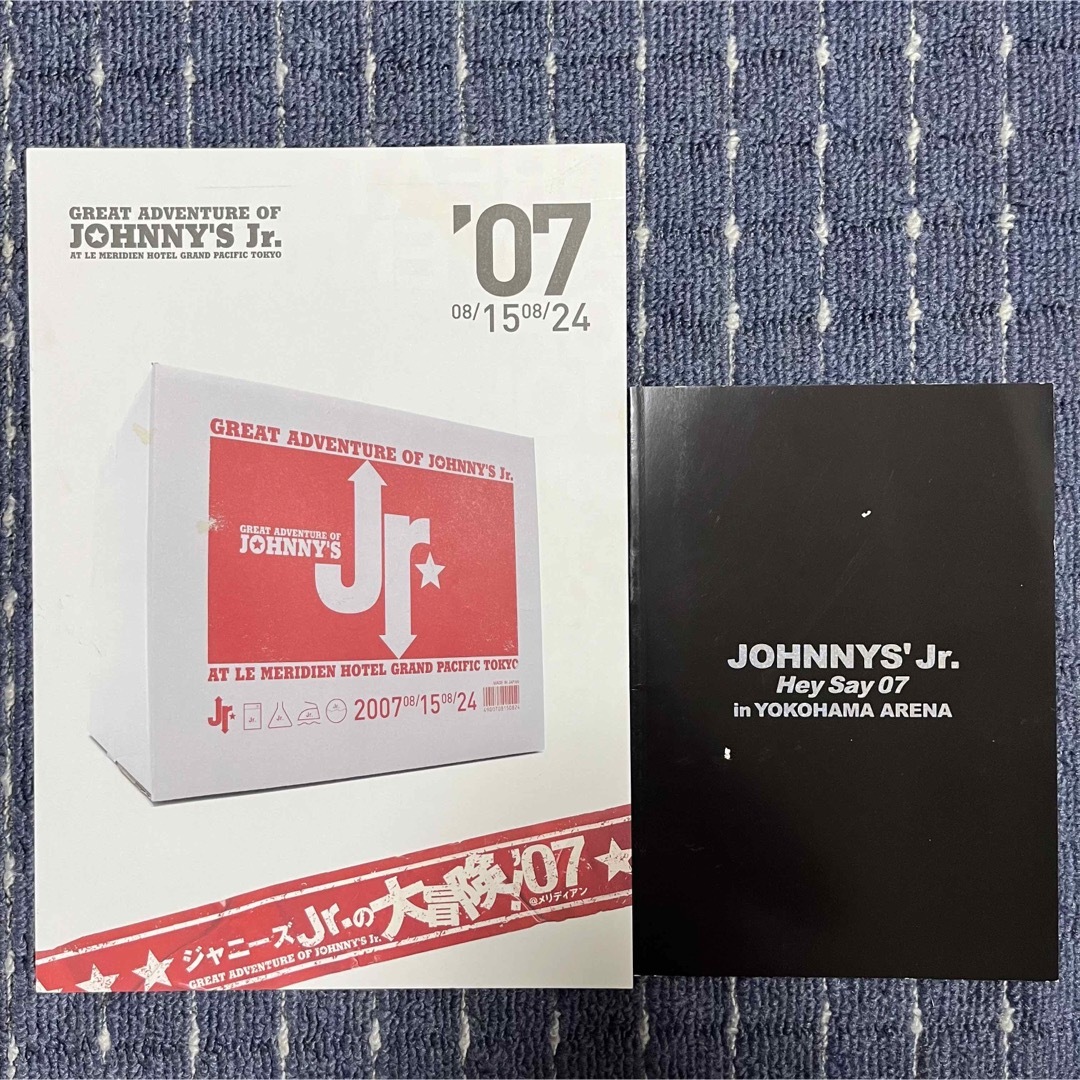 GREAT ADVENTURE OF
JOHNNY'S Jr.
AT LE MERIDIEN HOTEL GRAND PACIFIC TOKYO
'07
08/15 08/24
GREAT ADVENTURE OF JOHNNY'S Jr.
GREAT ADVENTURE OF
JOHNNY'S
Jr
AT LE MERIDIEN HOTEL GRAND PACIFIC TOKYO
MADE IN JAPAN
Jr
2007 08/15 08/24
ジャニーズJr.の大冒険!'07
@メリディアン
GREAT ADVENTURE OF JOHNNY'S Jr.
JOHNNYS' Jr.
Hey Say 07
in YOKOHAMA ARENA